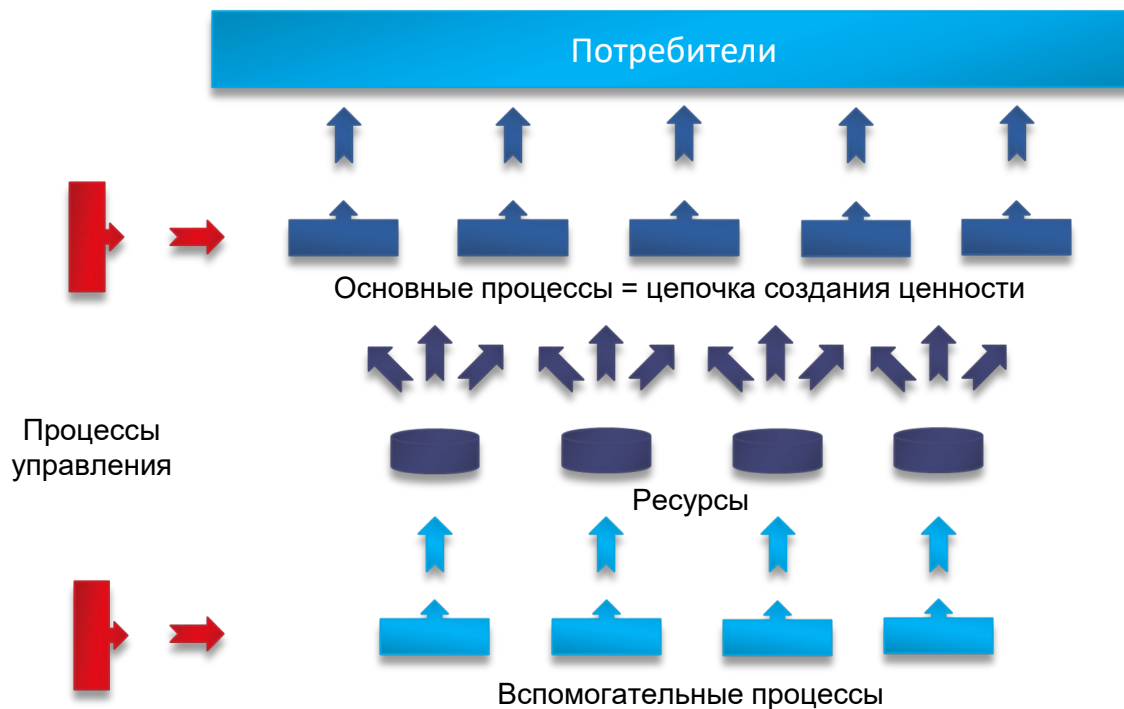 Потребители
Основные процессы = цепочка создания ценности
Процессы
управления
Ресурсы
Вспомогательные процессы